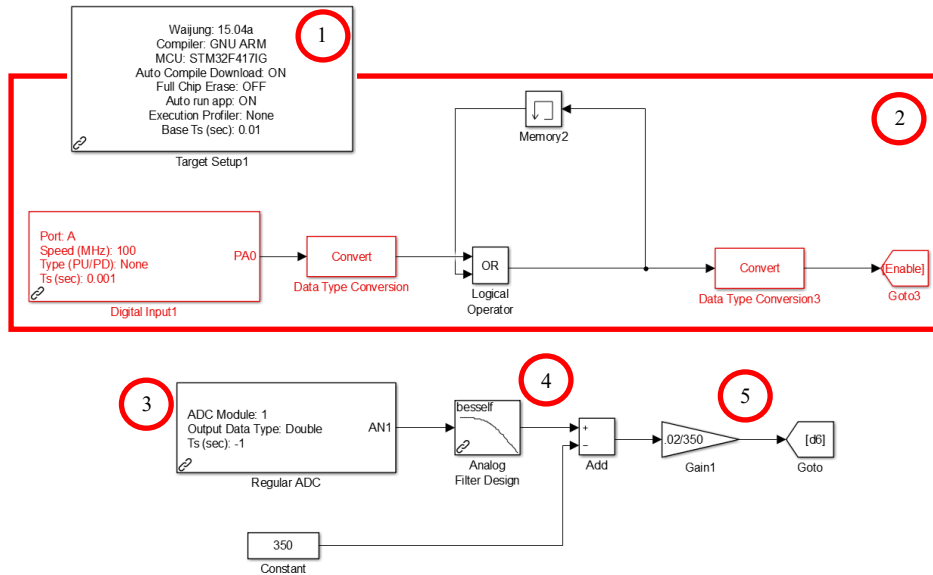 Waijung: 15.04a
Compiler: GNU ARM
MCU: STM32F417IG
Auto Compile Download: ON
Full Chip Erase: OFF
Auto run app: ON
Execution Profiler: None
Base Ts (sec): 0.01
Target Setup1
1
2
Memory2
Port: A
Speed (MHz): 100
Type (PU/PD): None
Ts (sec): 0.001
PA0
Digital Input1
Convert
Data Type Conversion
OR
Logical
Operator
Convert
Data Type Conversion3
[Enable]
Goto3
3
ADC Module: 1
Output Data Type: Double
Ts (sec): -1
AN1
Regular ADC
4
besself
Analog
Filter Design
+
−
Add
5
.02/350
Gain1
[d6]
Goto
350
Constant